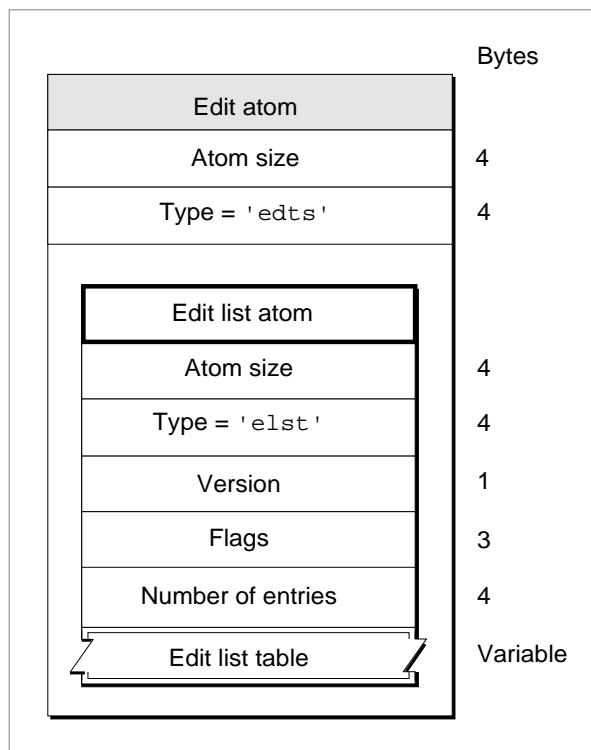 Bytes
Edit atom
Atom size 4
Type = 'edts' 4
Edit list atom
Atom size 4
Type = 'elst' 4
Version 1
Flags 3
Number of entries 4
Edit list table Variable